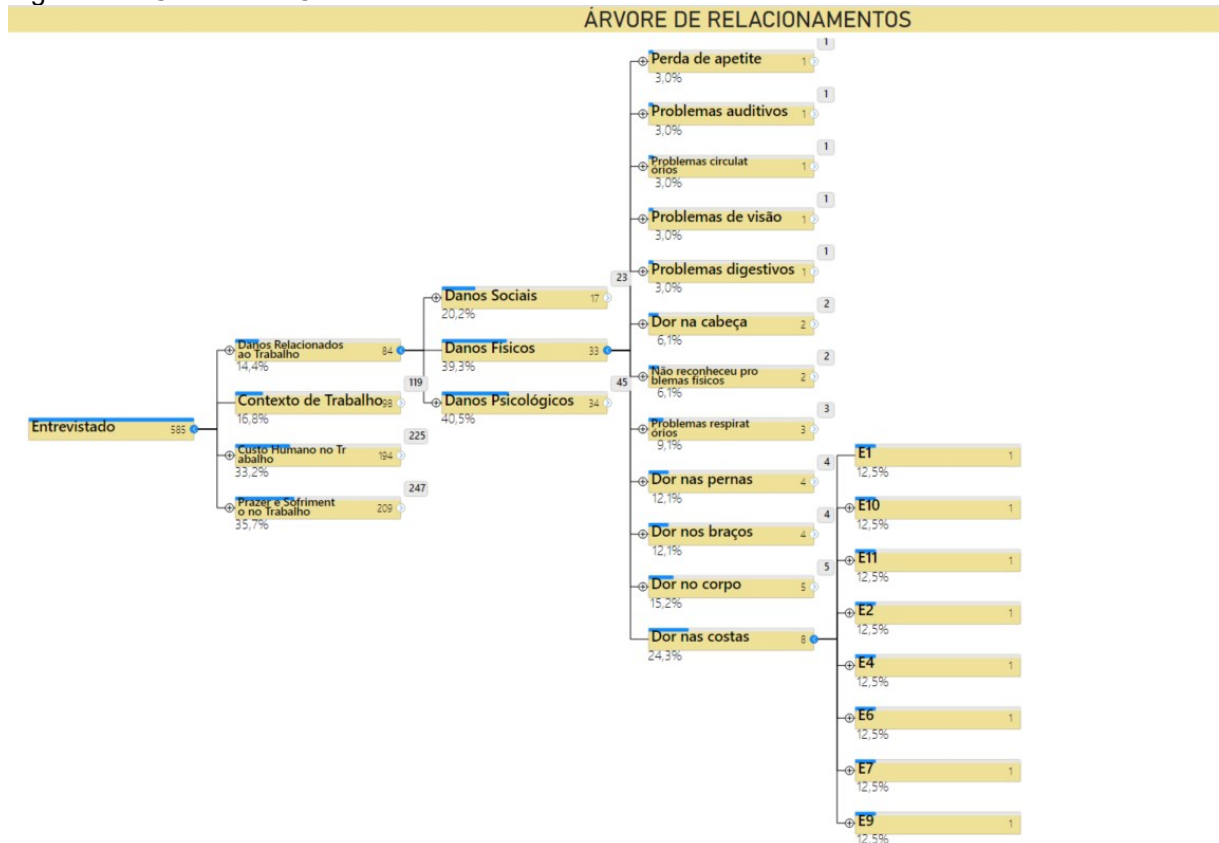 ÁRVORE DE RELACIONAMENTOS
Entrevistado 585
Danos Relacionados
ao Trabalho 84
14,4%
119
Contexto de Trabalho 98
16,8%
225
Custo Humano no Tr
abalho 194
33,2%
247
Prazer e Sofriment
o no Trabalho 209
35,7%
23
Danos Sociais 17
20,2%
Danos Físicos 33
39,3%
45
Danos Psicológicos 34
40,5%
1
Perda de apetite 1
3,0%
1
Problemas auditivos 1
3,0%
1
Problemas circulat
órios 1
3,0%
1
Problemas de visão 1
3,0%
1
Problemas digestivos 1
3,0%
2
Dor na cabeça 2
6,1%
2
Não reconheceu pro
blemas físicos 2
6,1%
3
Problemas respirat
órios 3
9,1%
4
Dor nas pernas 4
12,1%
4
Dor nos braços 4
12,1%
5
Dor no corpo 5
15,2%
Dor nas costas 8
24,3%
E1 1
12,5%
E10 1
12,5%
E11 1
12,5%
E2 1
12,5%
E4 1
12,5%
E6 1
12,5%
E7 1
12,5%
E9 1
12,5%